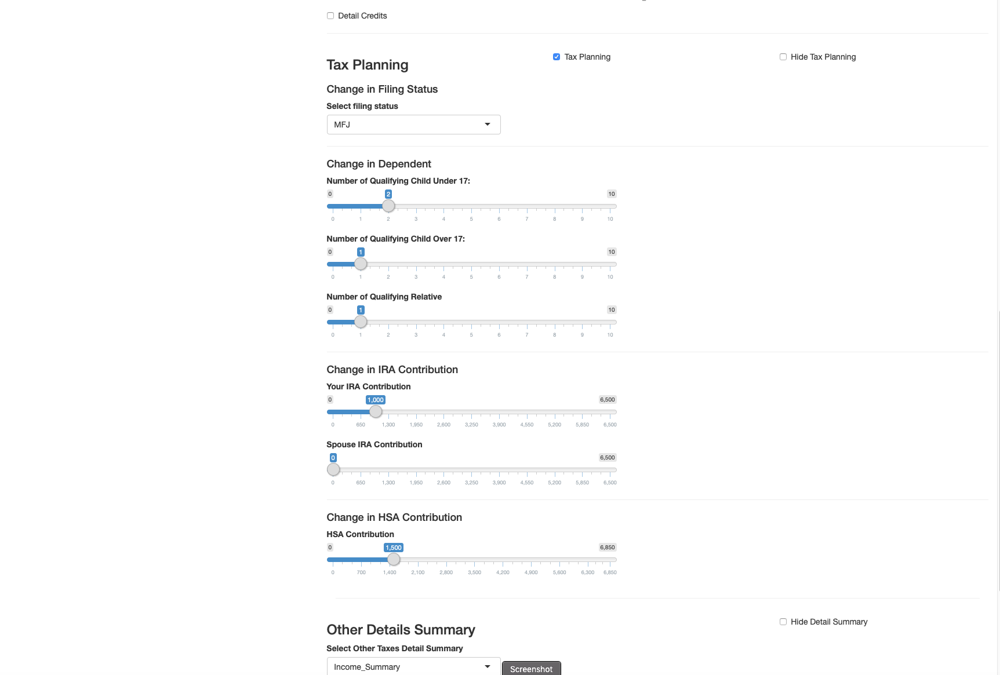 Detail Credits
Tax Planning
Tax Planning
Hide Tax Planning
Change in Filing Status
Select filing status
MFJ
Change in Dependent
Number of Qualifying Child Under 17:
0 2 10
0 1 2 3 4 5 6 7 8 9 10
Number of Qualifying Child Over 17:
0 1 10
0 1 2 3 4 5 6 7 8 9 10
Number of Qualifying Relative
0 1 10
0 1 2 3 4 5 6 7 8 9 10
Change in IRA Contribution
Your IRA Contribution
0 1,000 6,500
0 650 1,300 1,950 2,600 3,250 3,900 4,550 5,200 5,850 6,500
Spouse IRA Contribution
0 6,500
0 650 1,300 1,950 2,600 3,250 3,900 4,550 5,200 5,850 6,500
Change in HSA Contribution
HSA Contribution
0 1,500 6,850
0 700 1,400 2,100 2,800 3,500 4,200 4,900 5,600 6,300 6,850
Other Details Summary
Hide Detail Summary
Select Other Taxes Detail Summary
Income_Summary
Screenshot